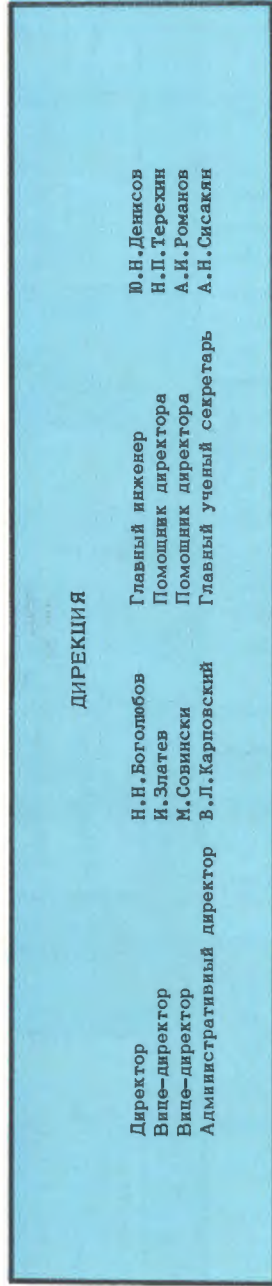 ДИРЕКЦИЯ
Директор Н.Н.Боголюбов Главный инженер Ю.Н.Денисов
Вице-директор И.Златев Помощник директора Н.П.Терехин
Вице-директор М.Совински Помощник директора А.И.Романов
Административный директор В.Л.Карповский Главный ученый секретарь А.Н.Сисакян